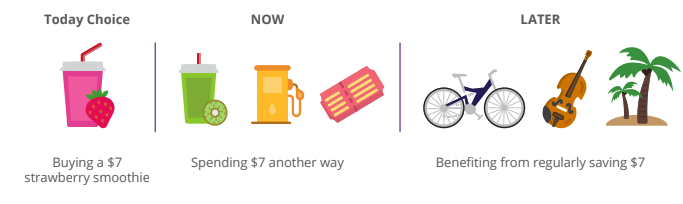 Today Choice
NOW
LATER
Buying a $7
strawberry smoothie
Spending $7 another way
Benefiting from regularly saving $7